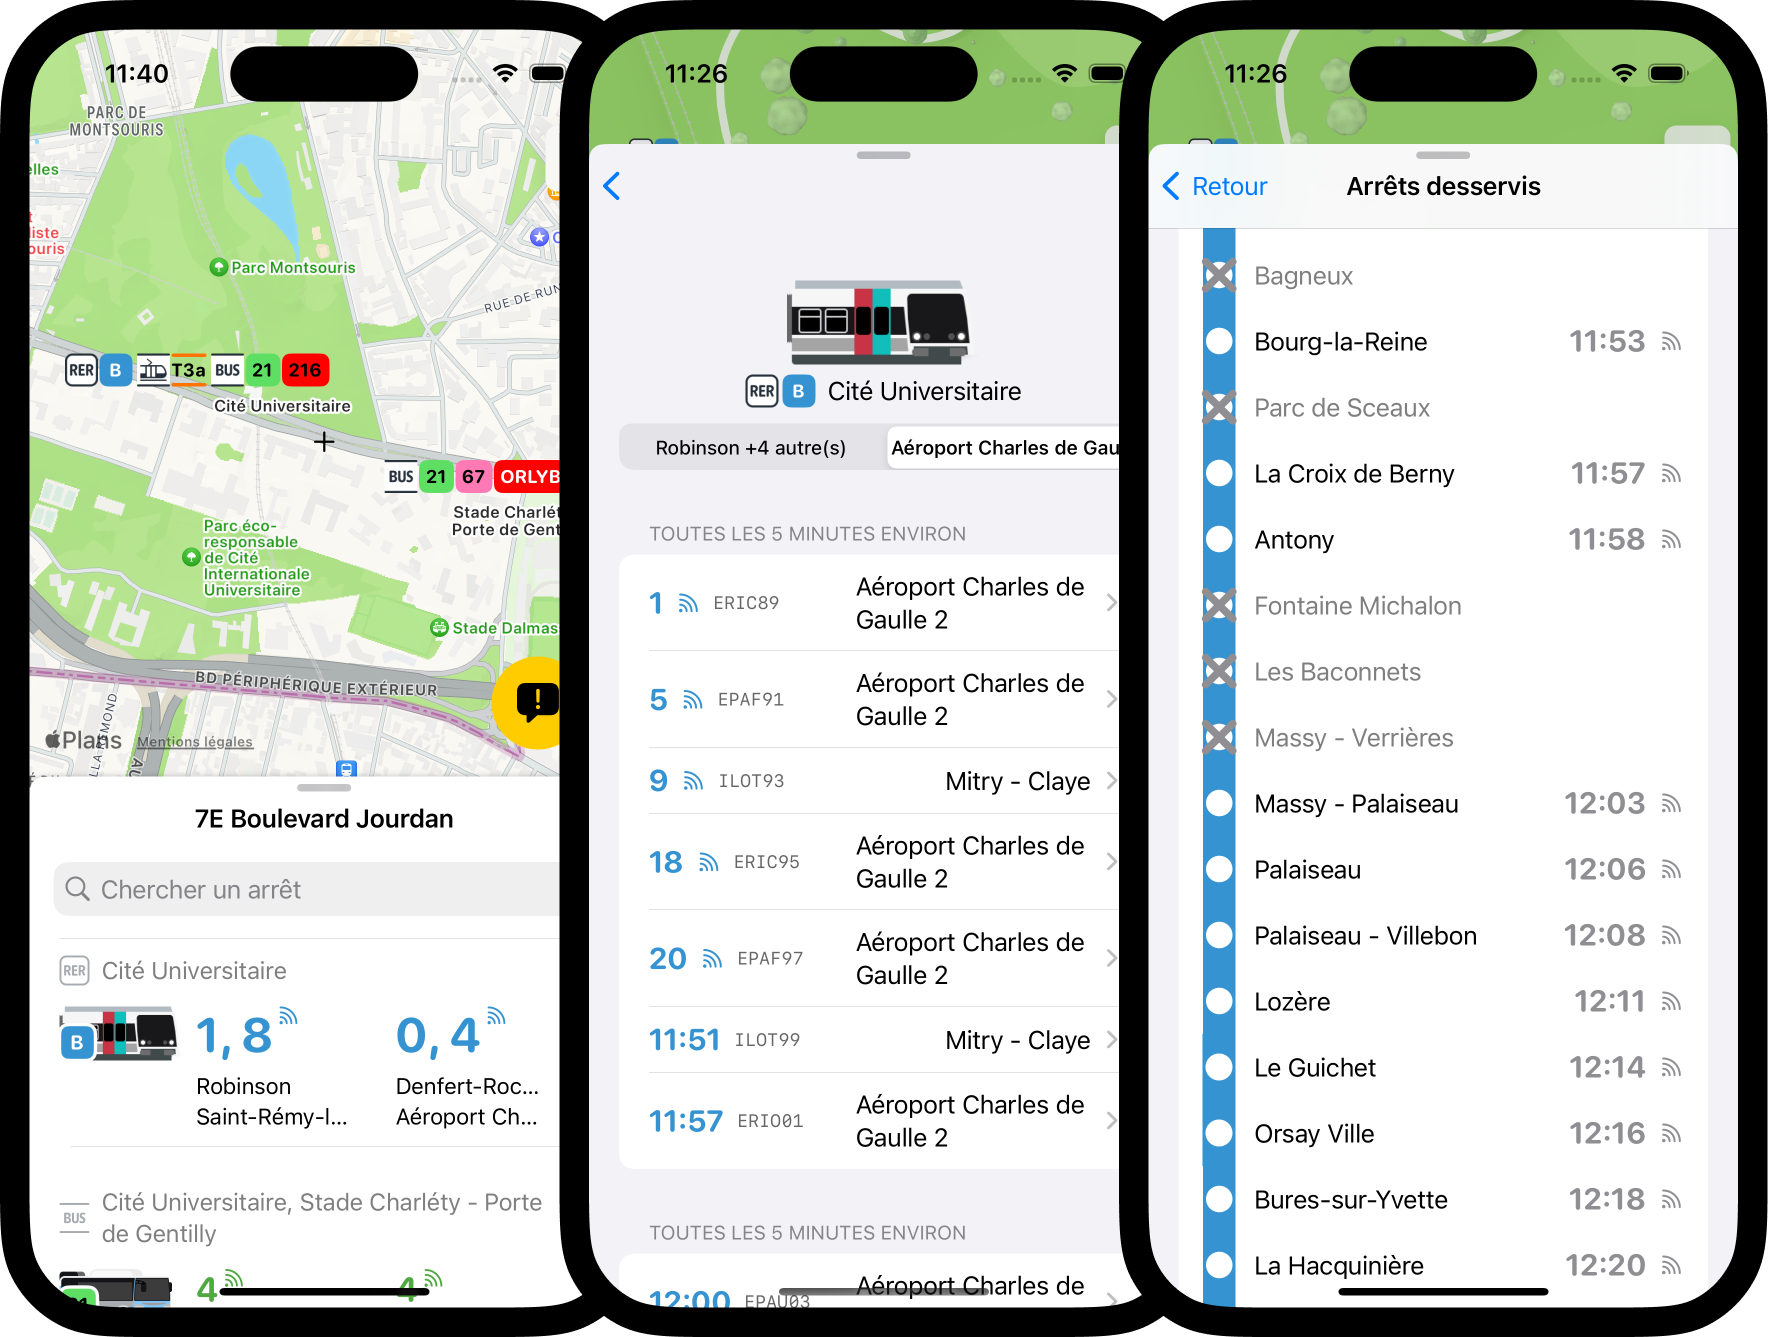 11:40
PARC DE
MONTSOURIS
elles
liste
ouris
Parc Montsouris
RUE DE RUN
RER B T3a BUS 21 216
Cité Universitaire
BUS 21 67 ORLYB
Stade Charlét
Porte de Gent
Parc éco-
responsable
de Cité
Internationale
Universitaire
Stade Dalmas
BD PÉRIPHÉRIQUE EXTÉRIEUR
Plans
Mentions légales
7E Boulevard Jourdan
Chercher un arrêt
RER Cité Universitaire
B
1, 8
0, 4
Robinson
Saint-Rémy-l...
Denfert-Roc...
Aéroport Ch...
BUS
Cité Universitaire, Stade Charléty - Porte
de Gentilly
4
4
11:26
RER B Cité Universitaire
Robinson +4 autre(s)
Aéroport Charles de Gau
TOUTES LES 5 MINUTES ENVIRON
1 ERIC89 Aéroport Charles de
Gaulle 2
5 EPAF91 Aéroport Charles de
Gaulle 2
9 ILOT93 Mitry - Claye
18 ERIC95 Aéroport Charles de
Gaulle 2
20 EPAF97 Aéroport Charles de
Gaulle 2
11:51 ILOT99 Mitry - Claye
11:57 ERIO01 Aéroport Charles de
Gaulle 2
TOUTES LES 5 MINUTES ENVIRON
12:00 EPAU03 Aéroport Charles de
11:26
Retour
Arrêts desservis
Bagneux
Bourg-la-Reine 11:53
Parc de Sceaux
La Croix de Berny 11:57
Antony 11:58
Fontaine Michalon
Les Baconnets
Massy - Verrières
Massy - Palaiseau 12:03
Palaiseau 12:06
Palaiseau - Villebon 12:08
Lozère 12:11
Le Guichet 12:14
Orsay Ville 12:16
Bures-sur-Yvette 12:18
La Hacquinière 12:20